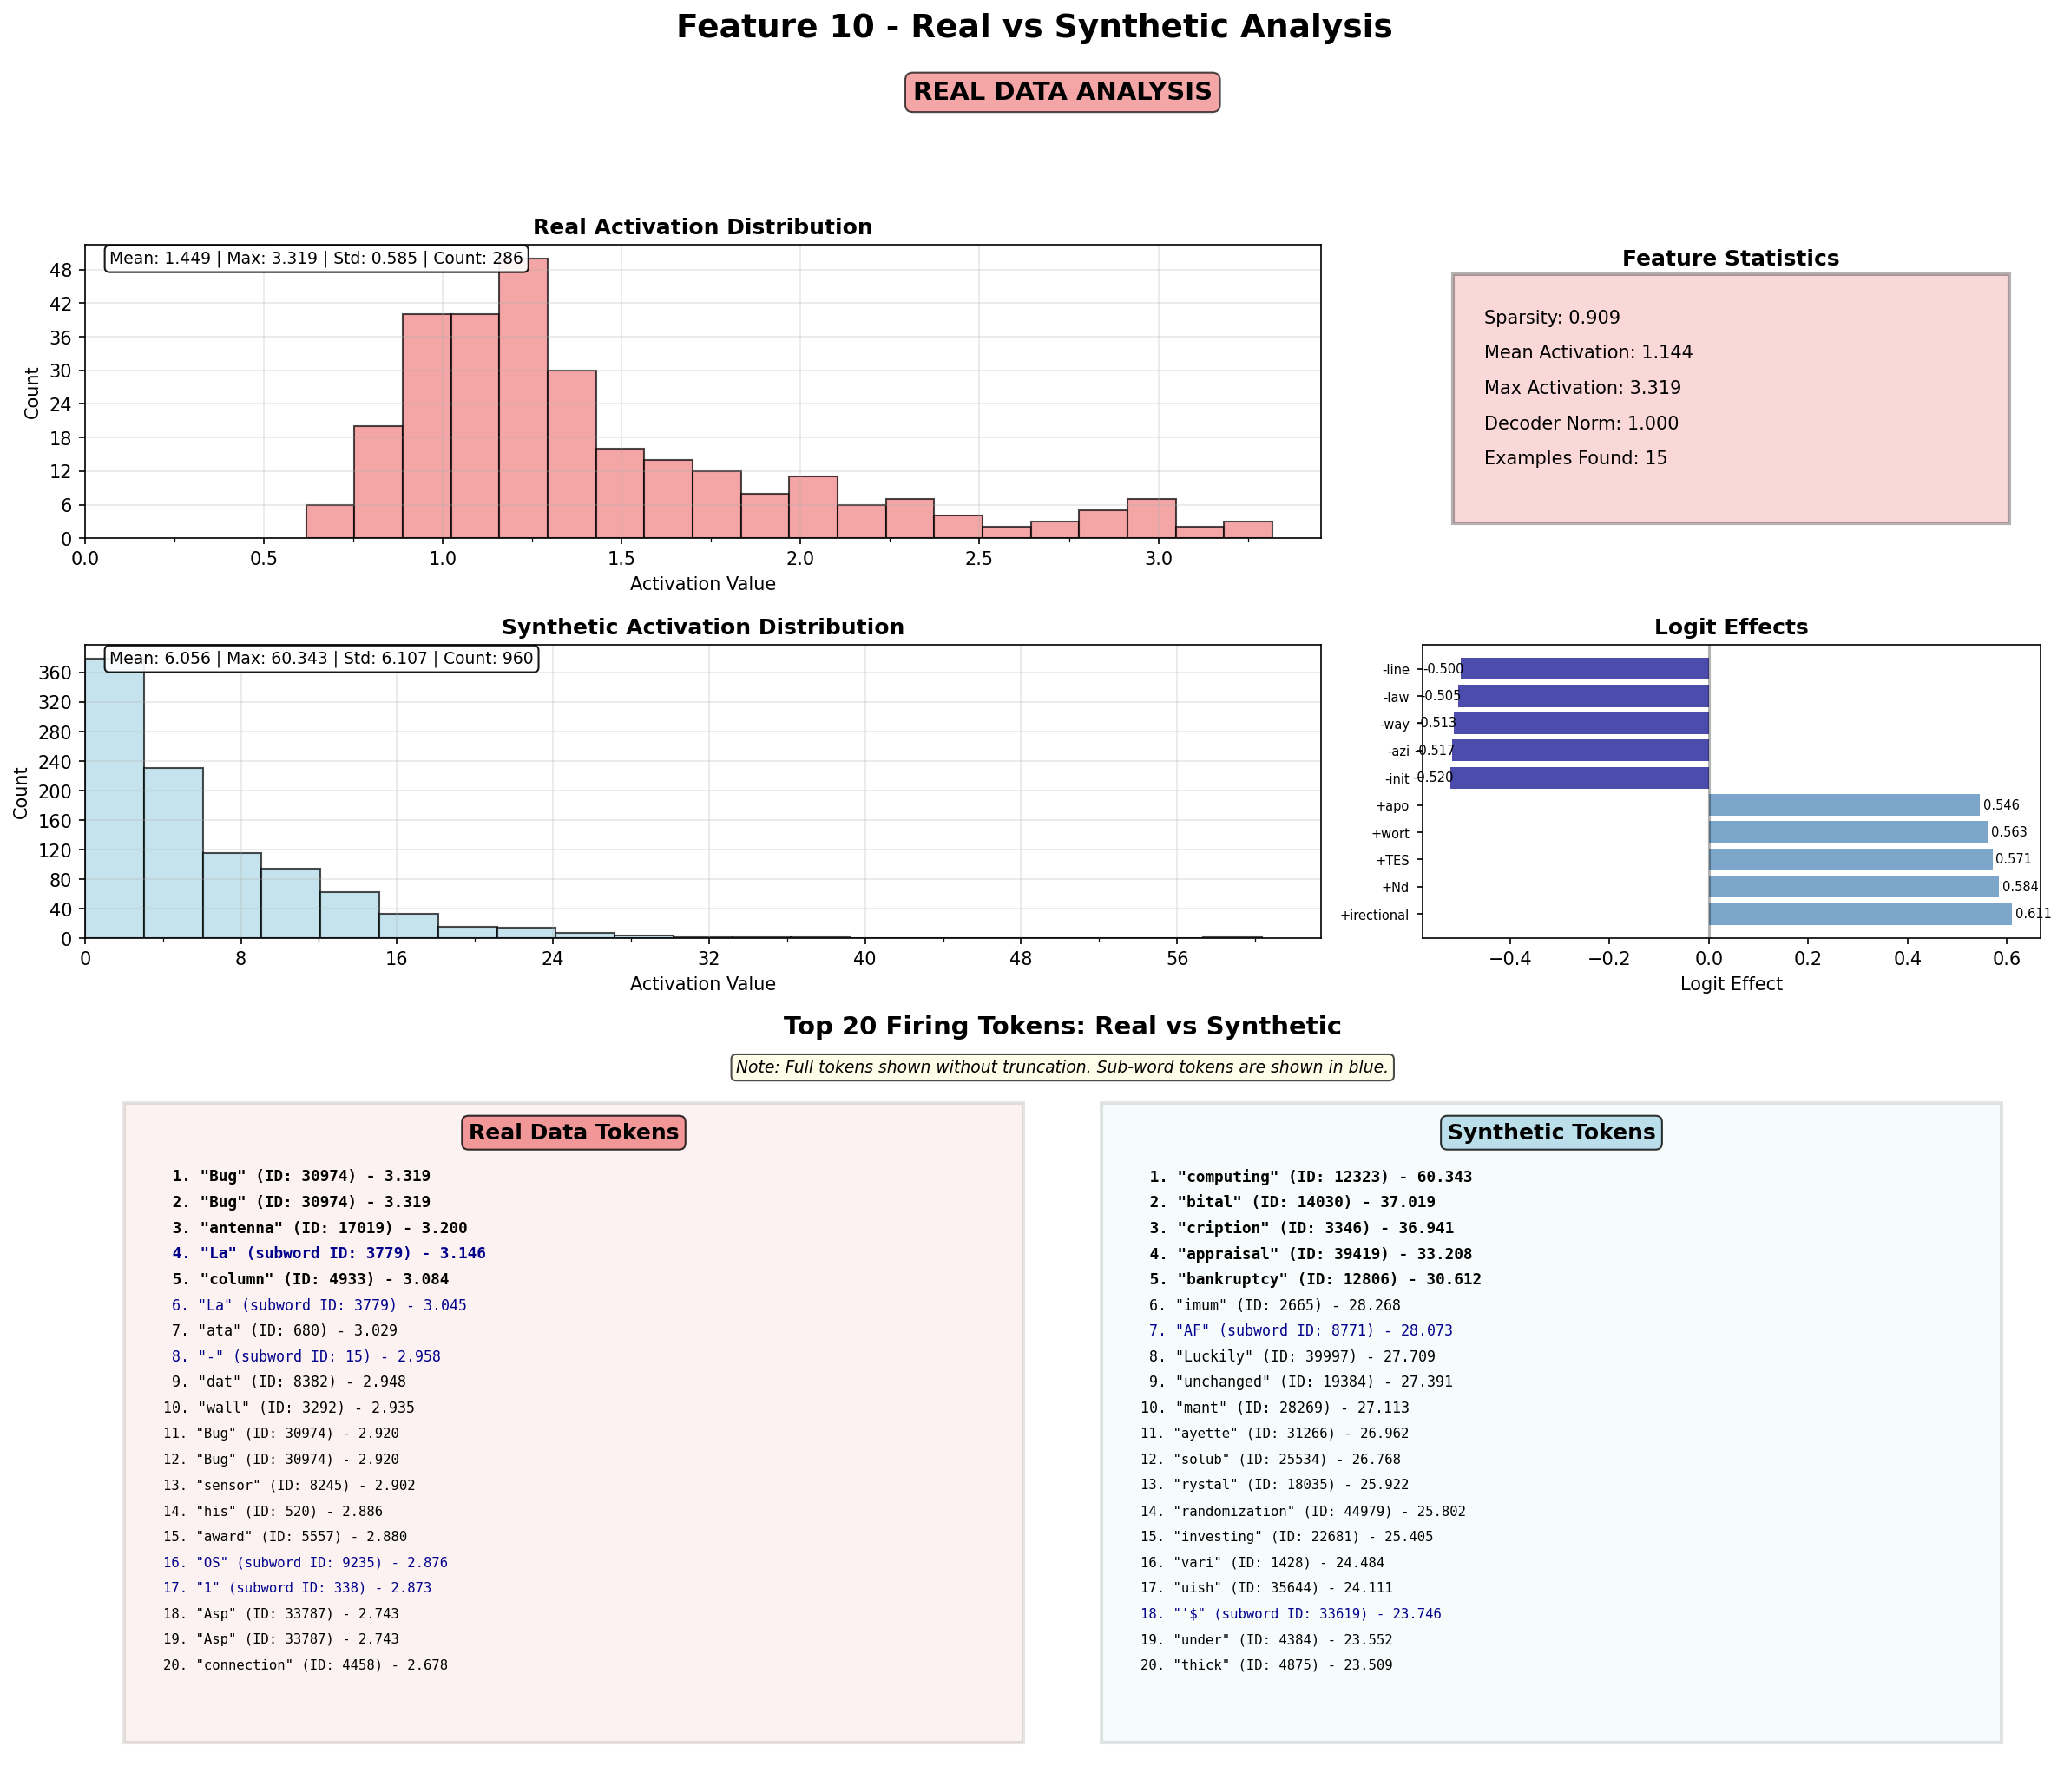 Feature 10 - Real vs Synthetic Analysis
REAL DATA ANALYSIS
Real Activation Distribution
Mean: 1.449 | Max: 3.319 | Std: 0.585 | Count: 286
Count
48
42
36
30
24
18
12
6
0
0.0 0.5 1.0 1.5 2.0 2.5 3.0
Activation Value
Feature Statistics
Sparsity: 0.909
Mean Activation: 1.144
Max Activation: 3.319
Decoder Norm: 1.000
Examples Found: 15
Synthetic Activation Distribution
Mean: 6.056 | Max: 60.343 | Std: 6.107 | Count: 960
Count
360
320
280
240
200
160
120
80
40
0
0 8 16 24 32 40 48 56
Activation Value
Logit Effects
-line -0.500
-law -0.505
-way -0.513
-azi -0.517
-init -0.520
+apo 0.546
+wort 0.563
+TES 0.571
+Nd 0.584
+irectional 0.611
−0.4 −0.2 0.0 0.2 0.4 0.6
Logit Effect
Top 20 Firing Tokens: Real vs Synthetic
Note: Full tokens shown without truncation. Sub-word tokens are shown in blue.
Real Data Tokens
1. "Bug" (ID: 30974) - 3.319
2. "Bug" (ID: 30974) - 3.319
3. "antenna" (ID: 17019) - 3.200
4. "La" (subword ID: 3779) - 3.146
5. "column" (ID: 4933) - 3.084
6. "La" (subword ID: 3779) - 3.045
7. "ata" (ID: 680) - 3.029
8. "-" (subword ID: 15) - 2.958
9. "dat" (ID: 8382) - 2.948
10. "wall" (ID: 3292) - 2.935
11. "Bug" (ID: 30974) - 2.920
12. "Bug" (ID: 30974) - 2.920
13. "sensor" (ID: 8245) - 2.902
14. "his" (ID: 520) - 2.886
15. "award" (ID: 5557) - 2.880
16. "OS" (subword ID: 9235) - 2.876
17. "1" (subword ID: 338) - 2.873
18. "Asp" (ID: 33787) - 2.743
19. "Asp" (ID: 33787) - 2.743
20. "connection" (ID: 4458) - 2.678
Synthetic Tokens
1. "computing" (ID: 12323) - 60.343
2. "bital" (ID: 14030) - 37.019
3. "cription" (ID: 3346) - 36.941
4. "appraisal" (ID: 39419) - 33.208
5. "bankruptcy" (ID: 12806) - 30.612
6. "imum" (ID: 2665) - 28.268
7. "AF" (subword ID: 8771) - 28.073
8. "Luckily" (ID: 39997) - 27.709
9. "unchanged" (ID: 19384) - 27.391
10. "mant" (ID: 28269) - 27.113
11. "ayette" (ID: 31266) - 26.962
12. "solub" (ID: 25534) - 26.768
13. "rystal" (ID: 18035) - 25.922
14. "randomization" (ID: 44979) - 25.802
15. "investing" (ID: 22681) - 25.405
16. "vari" (ID: 1428) - 24.484
17. "uish" (ID: 35644) - 24.111
18. "'$" (subword ID: 33619) - 23.746
19. "under" (ID: 4384) - 23.552
20. "thick" (ID: 4875) - 23.509